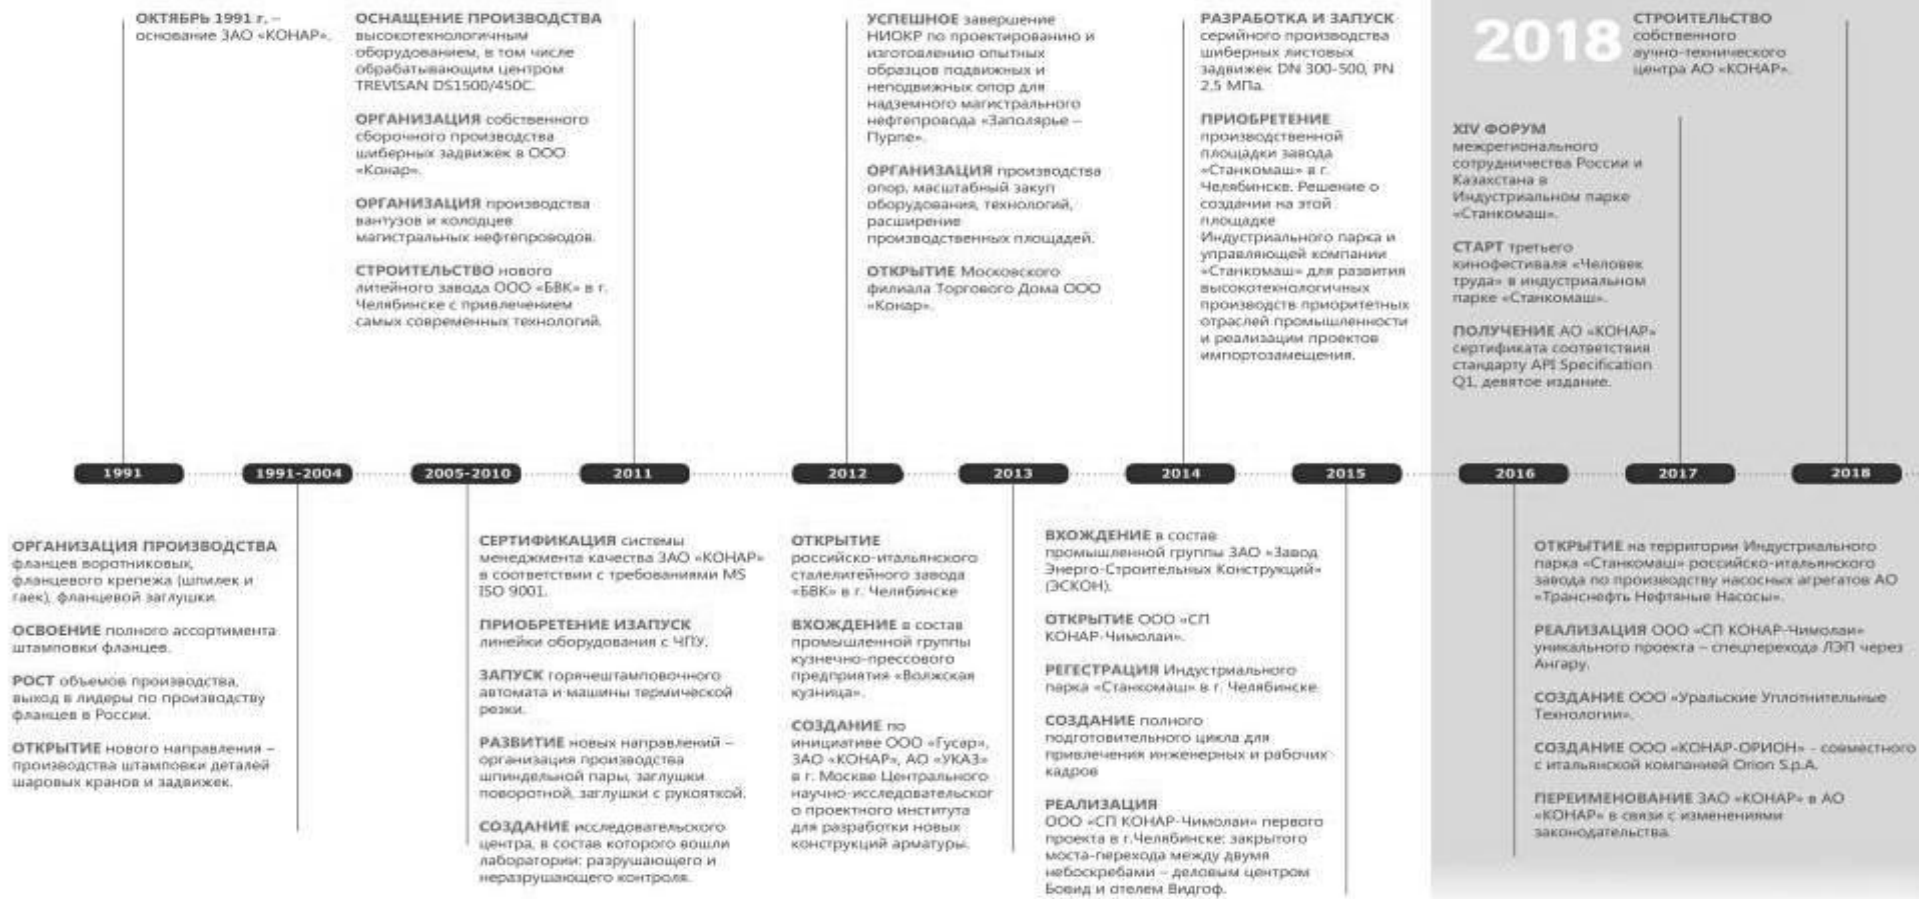 ОКТЯБРЬ 1991 г. –
основание ЗАО «КОНАР».
ОСНАЩЕНИЕ ПРОИЗВОДСТВА
высокотехнологичным
оборудованием, в том числе
обрабатывающим центром
TREVISAN DS1500/450C.
ОРГАНИЗАЦИЯ собственного
сборочного производства
шиберных задвижек в ООО
«Конар».
ОРГАНИЗАЦИЯ производства
вантузов и колодцев
магистральных нефтепроводов.
СТРОИТЕЛЬСТВО нового
литейного завода ООО «БВК» в г.
Челябинске с привлечением
самых современных технологий.
УСПЕШНОЕ завершение
НИОКР по проектированию и
изготовлению опытных
образцов подвижных и
неподвижных опор для
надземного магистрального
нефтепровода «Заполярье –
Пурпе».
ОРГАНИЗАЦИЯ производства
опор, масштабный закуп
оборудования, технологий,
расширение
производственных площадей.
ОТКРЫТИЕ Московского
филиала Торгового Дома ООО
«Конар».
РАЗРАБОТКА И ЗАПУСК
серийного производства
шиберных листовых
задвижек DN 300-500, PN
2,5 МПа.
ПРИОБРЕТЕНИЕ
производственной
площадки завода
«Станкомаш» в г.
Челябинске. Решение о
создании на этой
площадке
Индустриального парка и
управляющей компании
«Станкомаш» для развития
высокотехнологичных
производств приоритетных
отраслей промышленности
и реализации проектов
импортозамещения.
2018
СТРОИТЕЛЬСТВО
собственного
аучно-технического
центра АО «КОНАР».
XIV ФОРУМ
межрегионального
сотрудничества России и
Казахстана в
Индустриальном парке
«Станкомаш».
СТАРТ третьего
кинофестиваля «Человек
труда» в индустриальном
парке «Станкомаш».
ПОЛУЧЕНИЕ АО «КОНАР»
сертификата соответствия
стандарту API Specification
Q1, девятое издание.
1991 1991-2004 2005-2010 2011 2012 2013 2014 2015 2016 2017 2018
ОРГАНИЗАЦИЯ ПРОИЗВОДСТВА
фланцев воротниковых,
фланцевого крепежа (шпилек и
гаек), фланцевой заглушки.
ОСВОЕНИЕ полного ассортимента
штамповки фланцев.
РОСТ объемов производства,
выход в лидеры по производству
фланцев в России.
ОТКРЫТИЕ нового направления –
производства штамповки деталей
шаровых кранов и задвижек.
СЕРТИФИКАЦИЯ системы
менеджмента качества ЗАО «КОНАР»
в соответствии с требованиями MS
ISO 9001.
ПРИОБРЕТЕНИЕ ИЗАПУСК
линейки оборудования с ЧПУ.
ЗАПУСК горячештамповочного
автомата и машины термической
резки.
РАЗВИТИЕ новых направлений –
организация производства
шпиндельной пары, заглушки
поворотной, заглушки с рукояткой.
СОЗДАНИЕ исследовательского
центра, в состав которого вошли
лаборатории: разрушающего и
неразрушающего контроля.
ОТКРЫТИЕ
российско-итальянского
сталелитейного завода
«БВК» в г. Челябинске
ВХОЖДЕНИЕ в состав
промышленной группы
кузнечно-прессового
предприятия «Волжская
кузница».
СОЗДАНИЕ по
инициативе ООО «Гусар»,
ЗАО «КОНАР», АО «УКАЗ»
в г. Москве Центрального
научно-исследовательског
о проектного института
для разработки новых
конструкций арматуры.
ВХОЖДЕНИЕ в состав
промышленной группы ЗАО «Завод
Энерго-Строительных Конструкций»
(ЭСКОН).
ОТКРЫТИЕ ООО «СП
КОНАР-Чимолаи».
РЕГЕСТРАЦИЯ Индустриального
парка «Станкомаш» в г. Челябинске.
СОЗДАНИЕ полного
подготовительного цикла для
привлечения инженерных и рабочих
кадров
РЕАЛИЗАЦИЯ
ООО «СП КОНАР-Чимолаи» первого
проекта в г.Челябинске: закрытого
моста-перехода между двумя
небоскребами – деловым центром
Бовид и отелем Видгоф.
ОТКРЫТИЕ на территории Индустриального
парка «Станкомаш» российско-итальянского
завода по производству насосных агрегатов АО
«Транснефть Нефтяные Насосы».
РЕАЛИЗАЦИЯ ООО «СП КОНАР-Чимолаи»
уникального проекта – спецперехода ЛЭП через
Ангару.
СОЗДАНИЕ ООО «Уральские Уплотнительные
Технологии».
СОЗДАНИЕ ООО «КОНАР-ОРИОН» - совместного
с итальянской компанией Orion S.p.A.
ПЕРЕИМЕНОВАНИЕ ЗАО «КОНАР» в АО
«КОНАР» в связи с изменениями
законодательства.